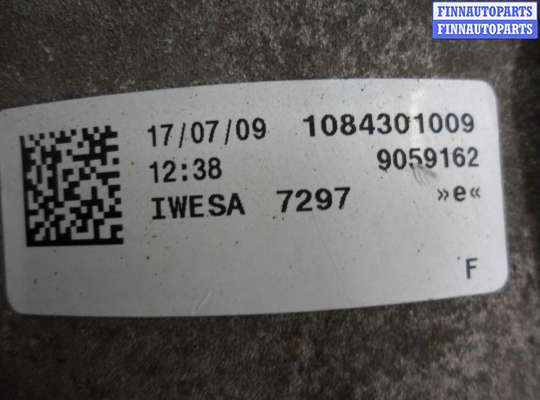 FINNAUTOPARTS
FINNAUTOPARTS
17/07/09 1084301009
12:38 9059162
IWESA 7297 »e«
F